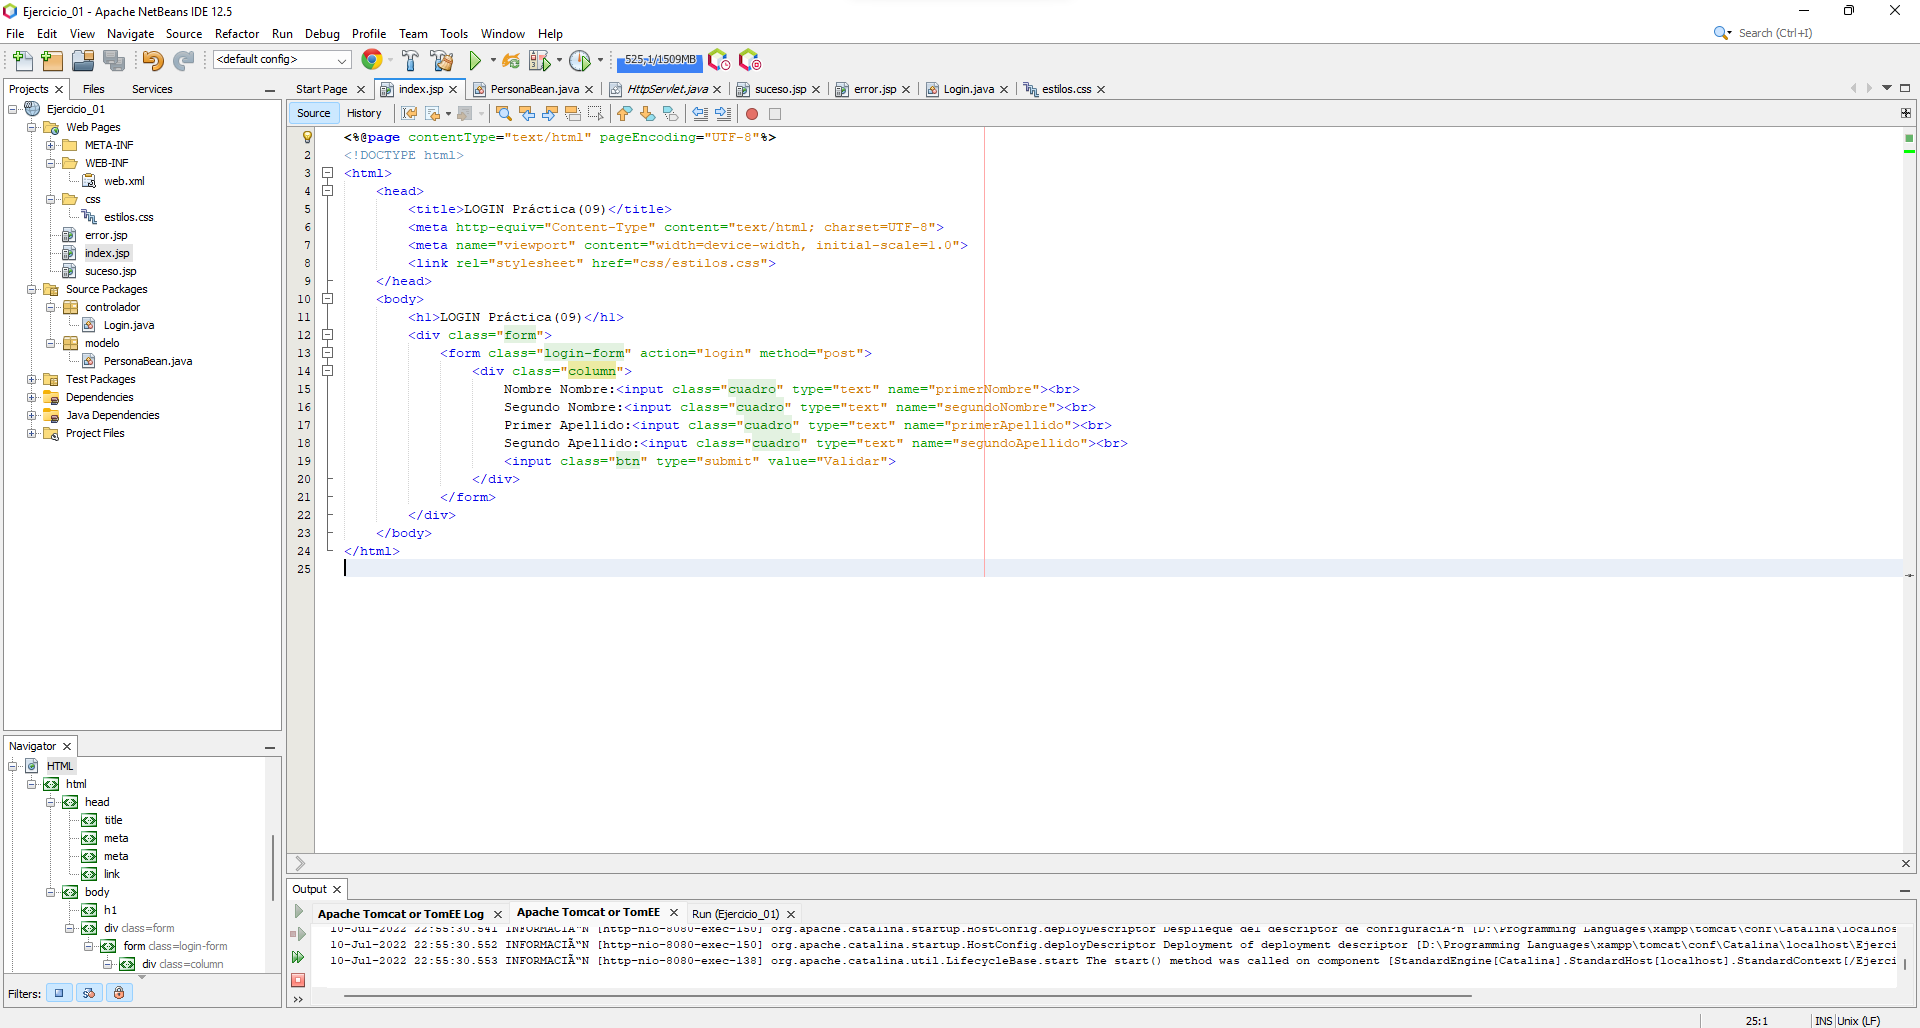 Ejercicio_01 - Apache NetBeans IDE 12.5
File Edit View Navigate Source Refactor Run Debug Profile Team Tools Window Help
Search (Ctrl+I)
<default config>
525,1/1509MB
Projects Files Services
Start Page index.jsp PersonaBean.java HttpServlet.java suceso.jsp error.jsp Login.java estilos.css
Source History
Ejercicio_01
Web Pages
META-INF
WEB-INF
web.xml
css
estilos.css
error.jsp
index.jsp
suceso.jsp
Source Packages
controlador
Login.java
modelo
PersonaBean.java
Test Packages
Dependencies
Java Dependencies
Project Files
<%@page contentType="text/html" pageEncoding="UTF-8"%>
2 <!DOCTYPE html>
3 <html>
4 <head>
5 <title>LOGIN Práctica(09)</title>
6 <meta http-equiv="Content-Type" content="text/html; charset=UTF-8">
7 <meta name="viewport" content="width=device-width, initial-scale=1.0">
8 <link rel="stylesheet" href="css/estilos.css">
9 </head>
10 <body>
11 <h1>LOGIN Práctica(09)</h1>
12 <div class="form">
13 <form class="login-form" action="login" method="post">
14 <div class="column">
15 Nombre Nombre:<input class="cuadro" type="text" name="primerNombre"><br>
16 Segundo Nombre:<input class="cuadro" type="text" name="segundoNombre"><br>
17 Primer Apellido:<input class="cuadro" type="text" name="primerApellido"><br>
18 Segundo Apellido:<input class="cuadro" type="text" name="segundoApellido"><br>
19 <input class="btn" type="submit" value="Validar">
20 </div>
21 </form>
22 </div>
23 </body>
24 </html>
25
Navigator
HTML
html
head
title
meta
meta
link
body
h1
div class=form
form class=login-form
div class=column
Filters:
Output
Apache Tomcat or TomEE Log Apache Tomcat or TomEE Run (Ejercicio_01)
10-Jul-2022 22:55:30.541 INFORMACIÃ“N [http-nio-8080-exec-150] org.apache.catalina.startup.HostConfig.deployDescriptor Despliegue del descriptor de configuraciÃ³n [D:\Programming Languages\xampp\tomcat\conf\Catalina\localhos
10-Jul-2022 22:55:30.552 INFORMACIÃ“N [http-nio-8080-exec-150] org.apache.catalina.startup.HostConfig.deployDescriptor Deployment of deployment descriptor [D:\Programming Languages\xampp\tomcat\conf\Catalina\localhost\Ejerci
10-Jul-2022 22:55:30.553 INFORMACIÃ“N [http-nio-8080-exec-138] org.apache.catalina.util.LifecycleBase.start The start() method was called on component [StandardEngine[Catalina].StandardHost[localhost].StandardContext[/Ejerci
25:1 INS Unix (LF)